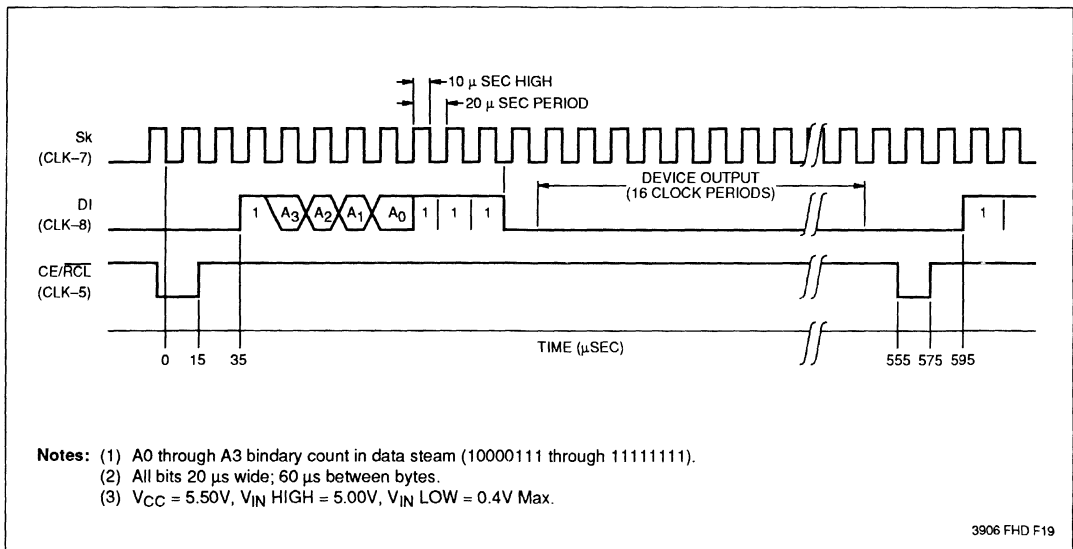 10 μ SEC HIGH
20 μ SEC PERIOD
Sk
(CLK–7)
DEVICE OUTPUT
(16 CLOCK PERIODS)
DI
(CLK–8)
1 A3 A2 A1 A0 1 1 1
1
CE/R̅C̅L̅
(CLK–5)
TIME (μSEC)
0 15 35 555 575 595
Notes: (1) A0 through A3 bindary count in data steam (10000111 through 11111111).
(2) All bits 20 μs wide; 60 μs between bytes.
(3) VCC = 5.50V, VIN HIGH = 5.00V, VIN LOW = 0.4V Max.
3906 FHD F19